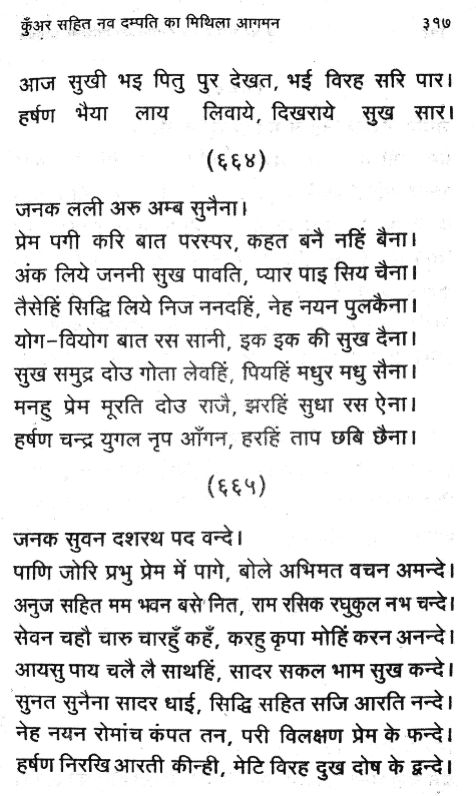 कुँअर सहित नव दम्पति का मिथिला आगमन ३१७
आज सुखी भइ पितु पुर देखत, भई विरह सरि पार।
हर्षण भैया लाय लिवाये, दिखराये सुख सार।
(६६४)
जनक लली अरु अम्ब सुनैना।
प्रेम पगी करि बात परस्पर, कहत बनै नहिं बैना।
अंक लिये जननी सुख पावति, प्यार पाइ सिय चैना।
तैसेहिं सिद्धि लिये निज ननदहिं, नेह नयन पुलकैना।
योग-वियोग बात रस सानी, इक इक की सुख दैना।
सुख समुद्र दोउ गोता लेवहिं, पियहिं मधुर मधु सैना।
मनहु प्रेम मूरति दोउ राजै, झरहिं सुधा रस ऐना।
हर्षण चन्द्र युगल नृप आँगन, हरहिं ताप छबि छैना।
(६६५)
जनक सुवन दशरथ पद वन्दे।
पाणि जोरि प्रभु प्रेम में पागे, बोले अभिमत वचन अमन्दे।
अनुज सहित मम भवन बसे नित, राम रसिक रघुकुल नभ चन्दे।
सेवन चहौ चारु चारहुँ कहँ, करहु कृपा मोहिं करन अनन्दे।
आयसु पाय चलै लै साथहिं, सादर सकल भाम सुख कन्दे।
सुनत सुनैना सादर धाई, सिद्धि सहित सजि आरति नन्दे।
नेह नयन रोमांच कंपत तन, परी विलक्षण प्रेम के फन्दे।
हर्षण निरखि आरती कीन्ही, मेटि विरह दुख दोष के द्वन्दे।